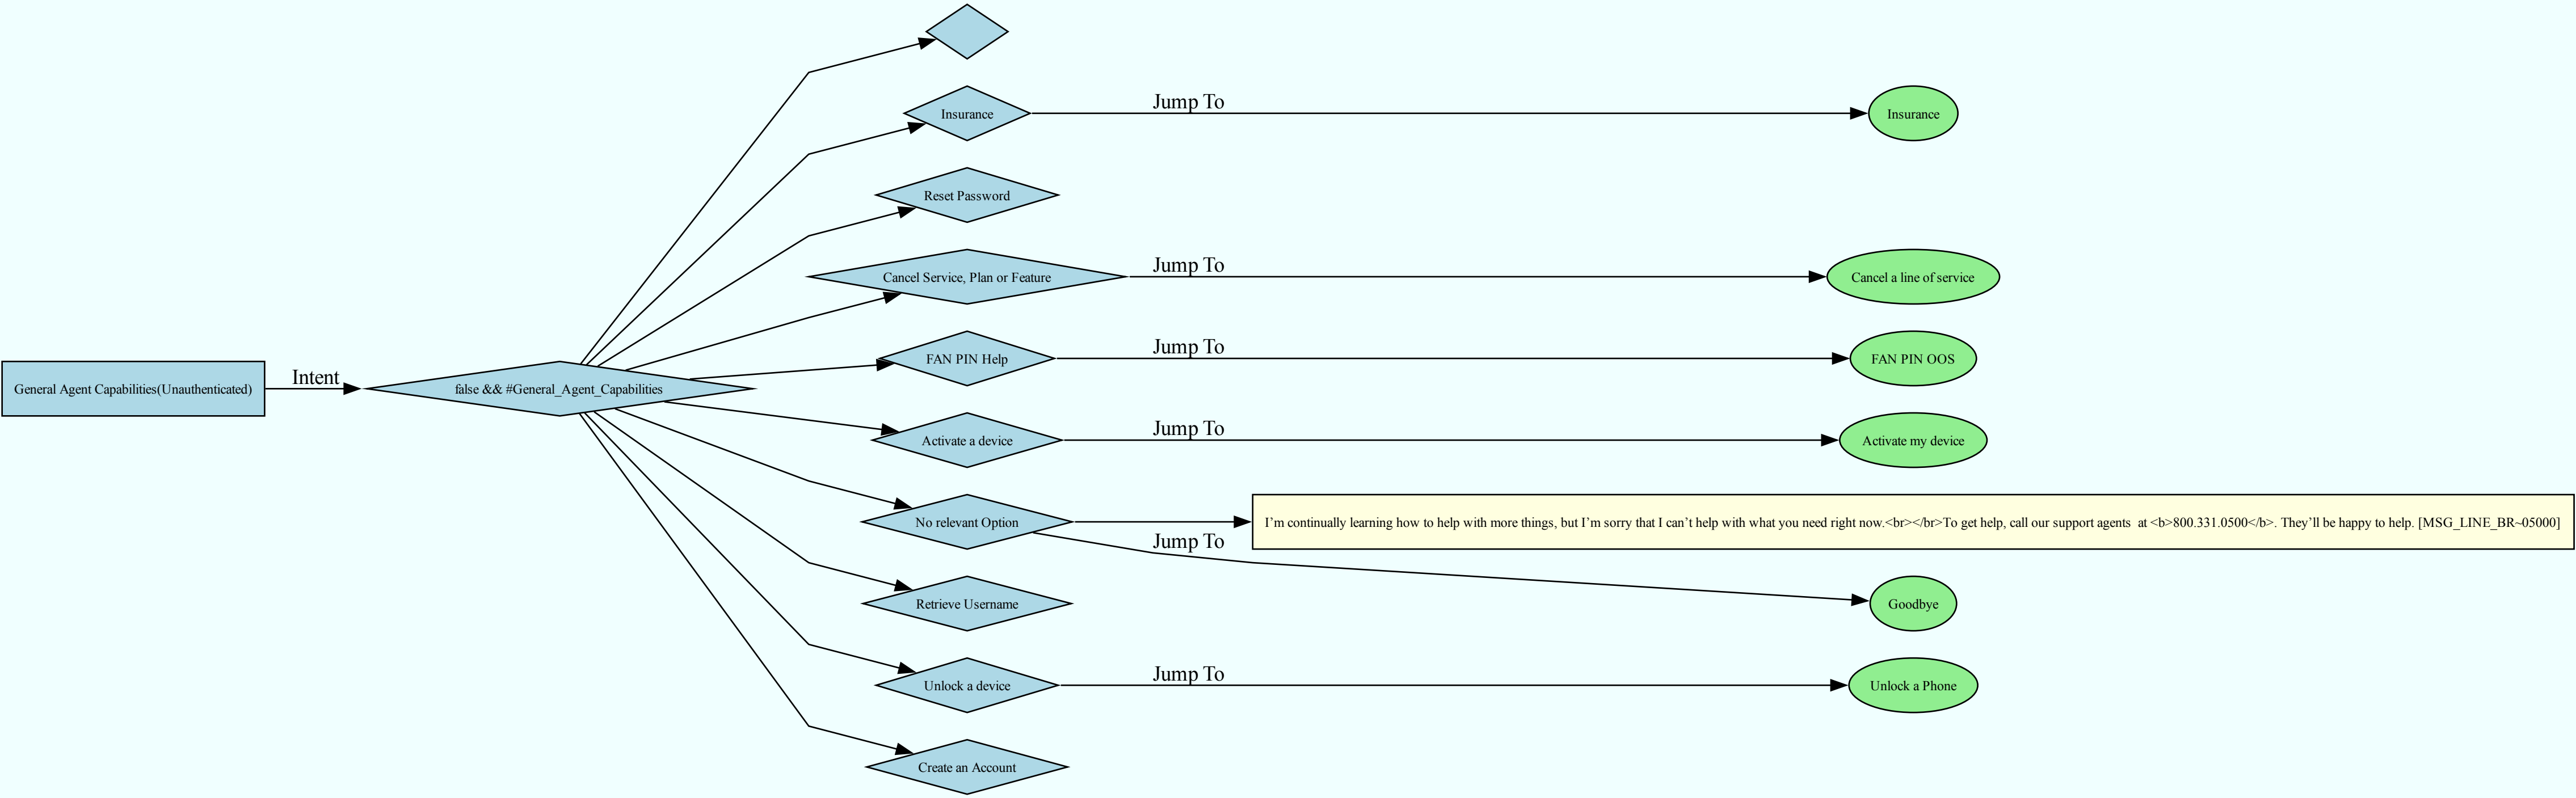 Jump To
Insurance
Insurance
Reset Password
Jump To
Cancel Service, Plan or Feature
Cancel a line of service
Jump To
FAN PIN Help
FAN PIN OOS
Intent
General Agent Capabilities(Unauthenticated)
false && #General_Agent_Capabilities
Jump To
Activate a device
Activate my device
No relevant Option
I’m continually learning how to help with more things, but I’m sorry that I can’t help with what you need right now.<br></br>To get help, call our support agents  at <b>800.331.0500</b>. They’ll be happy to help. [MSG_LINE_BR~05000]
Jump To
Retrieve Username
Goodbye
Jump To
Unlock a device
Unlock a Phone
Create an Account